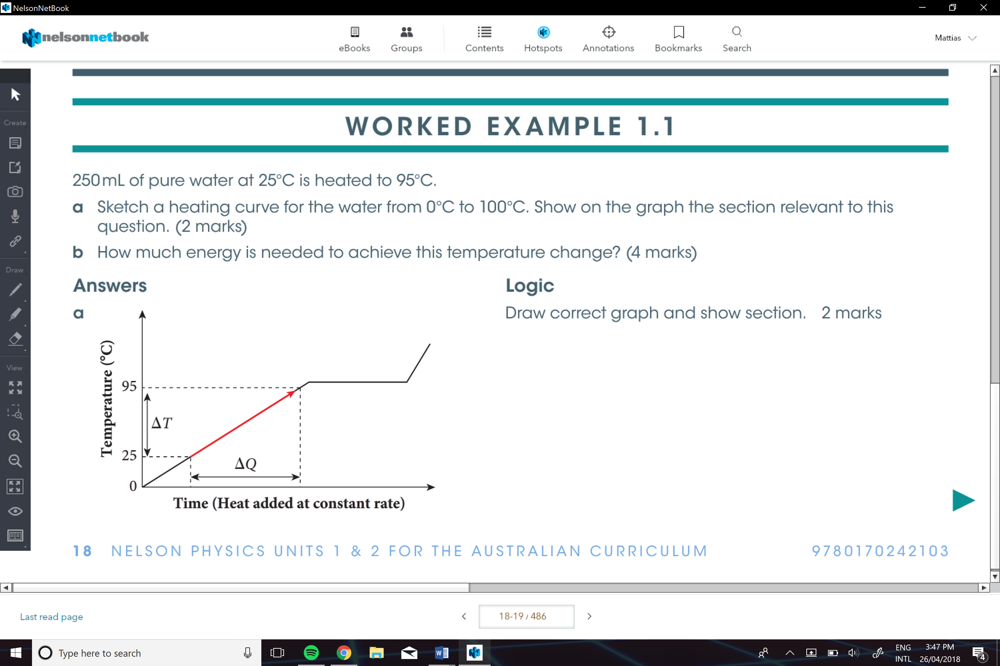 NelsonNetBook
nelsonnetbook
eBooks
Groups
Contents
Hotspots
Annotations
Bookmarks
Search
Mattias
Create
Draw
View
WORKED EXAMPLE 1.1
250 mL of pure water at 25°C is heated to 95°C.
a Sketch a heating curve for the water from 0°C to 100°C. Show on the graph the section relevant to this
question. (2 marks)
b How much energy is needed to achieve this temperature change? (4 marks)
Answers
Logic
a
Draw correct graph and show section. 2 marks
Temperature (°C)
95
ΔT
25
ΔQ
0
Time (Heat added at constant rate)
18 NELSON PHYSICS UNITS 1 & 2 FOR THE AUSTRALIAN CURRICULUM
9780170242103
Last read page
18-19 / 486
Type here to search
ENG
INTL
3:47 PM
26/04/2018
4